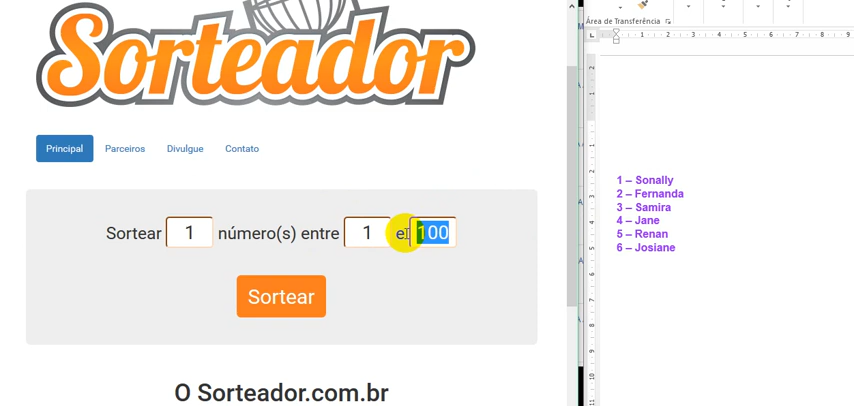 Sorteador
Principal Parceiros Divulgue Contato
Sortear 1 número(s) entre 1 e 100
Sortear
O Sorteador.com.br
Área de Transferência
1 – Sonally
2 – Fernanda
3 – Samira
4 – Jane
5 – Renan
6 – Josiane